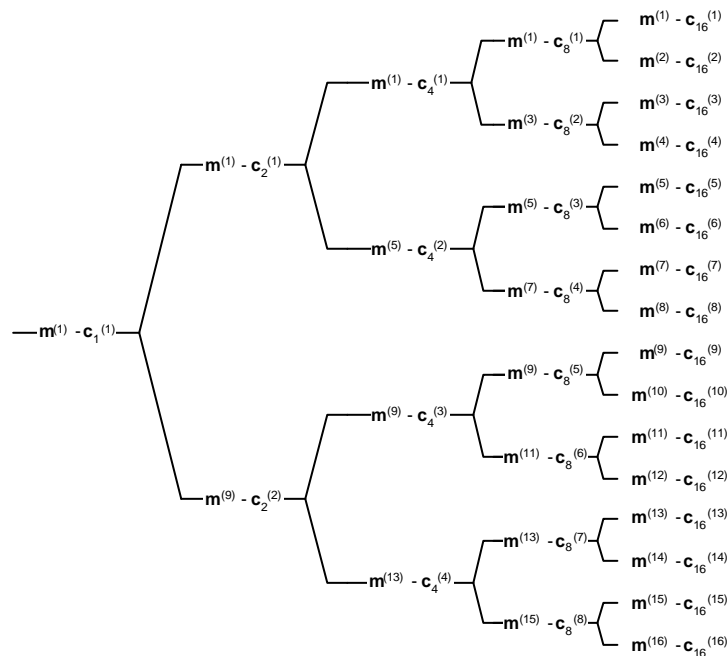 m(1) - c16(1)
m(1) - c8(1)
m(2) - c16(2)
m(1) - c4(1)
m(3) - c16(3)
m(3) - c8(2)
m(4) - c16(4)
m(1) - c2(1)
m(5) - c16(5)
m(5) - c8(3)
m(6) - c16(6)
m(5) - c4(2)
m(7) - c16(7)
m(7) - c8(4)
m(8) - c16(8)
m(1) - c1(1)
m(9) - c16(9)
m(9) - c8(5)
m(10) - c16(10)
m(9) - c4(3)
m(11) - c16(11)
m(11) - c8(6)
m(12) - c16(12)
m(9) - c2(2)
m(13) - c16(13)
m(13) - c8(7)
m(14) - c16(14)
m(13) - c4(4)
m(15) - c16(15)
m(15) - c8(8)
m(16) - c16(16)